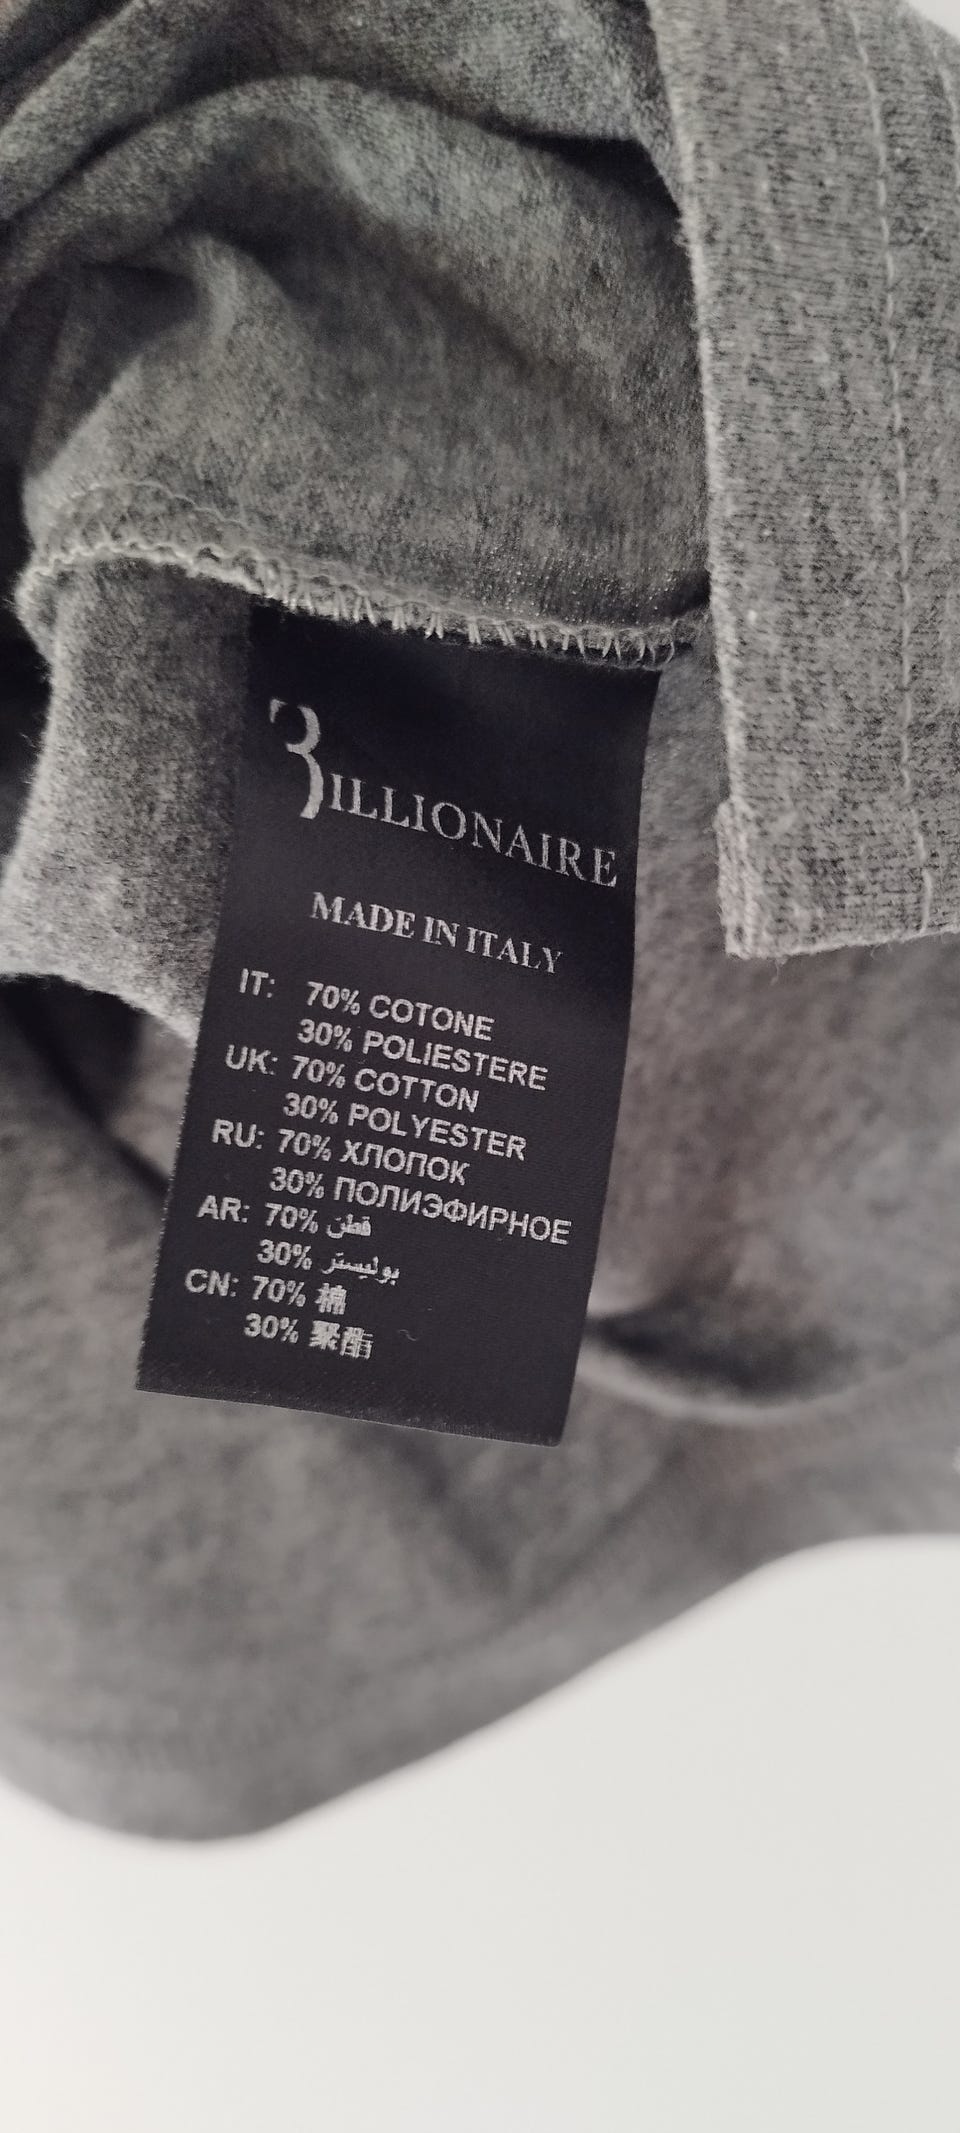 BILLIONAIRE
MADE IN ITALY
IT: 70% COTONE
30% POLIESTERE
UK: 70% COTTON
30% POLYESTER
RU: 70% ХЛОПОК
30% ПОЛИЭФИРНОЕ
AR: 70% قطن
30% بوليستر
CN: 70% 棉
30% 聚酯